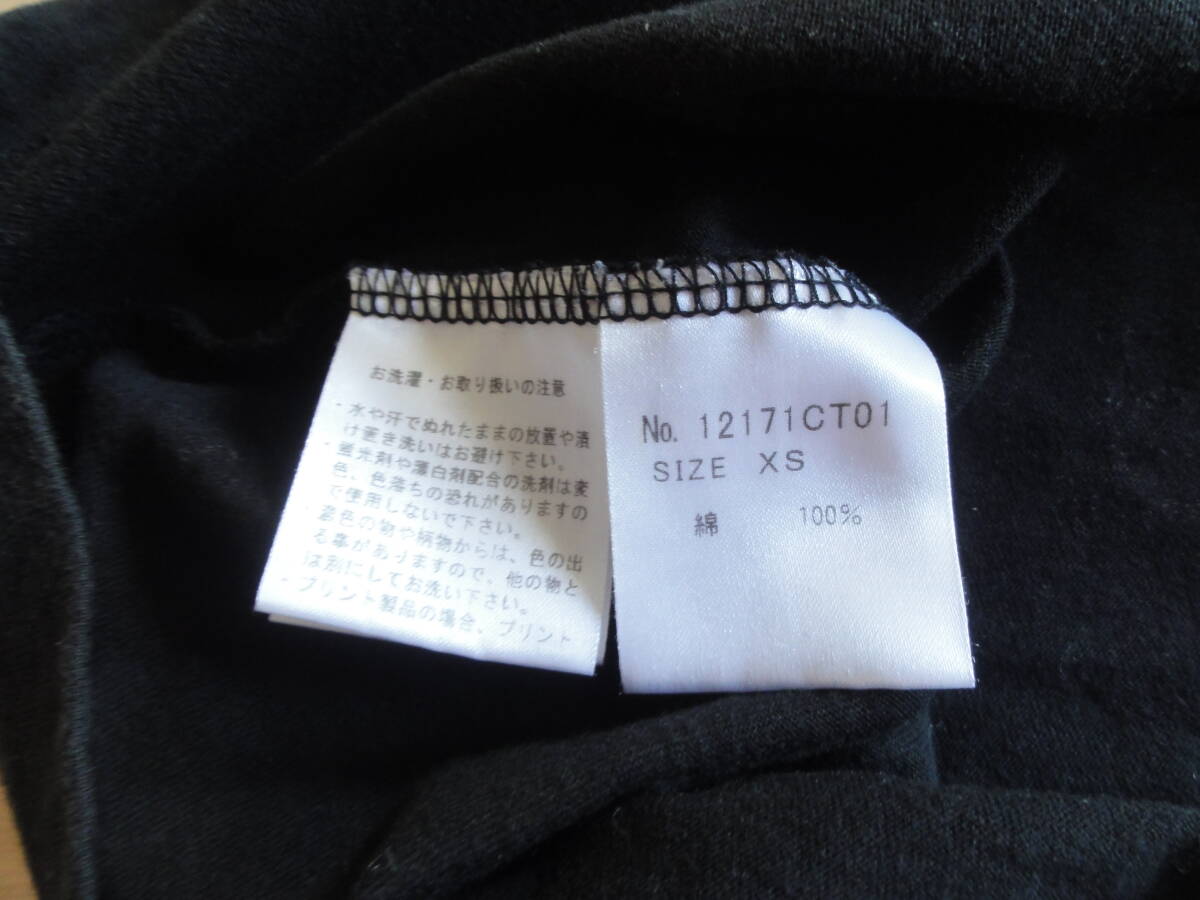 お洗濯・お取り扱いの注意
・水や汗でぬれたままの放置や漬
け置き洗いはお避け下さい。
・蛍光剤や漂白剤配合の洗剤は変
色、色落ちの恐れがありますの
で使用しないで下さい。
・濃色の物や柄物からは、色の出
る事がありますので、他の物と
は別にしてお洗い下さい。
・プリント製品の場合、プリント
No. 12171CT01
SIZE XS
綿 100%